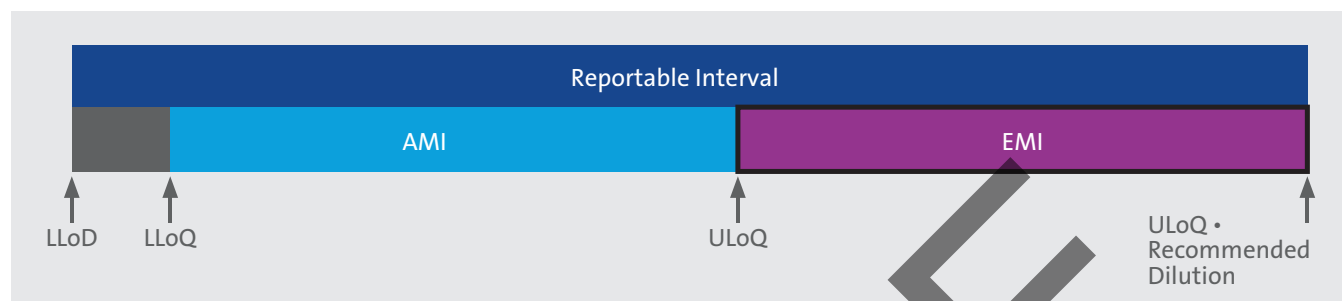 Reportable Interval
AMI
EMI
LLoD
LLoQ
ULoQ
ULoQ •
Recommended
Dilution